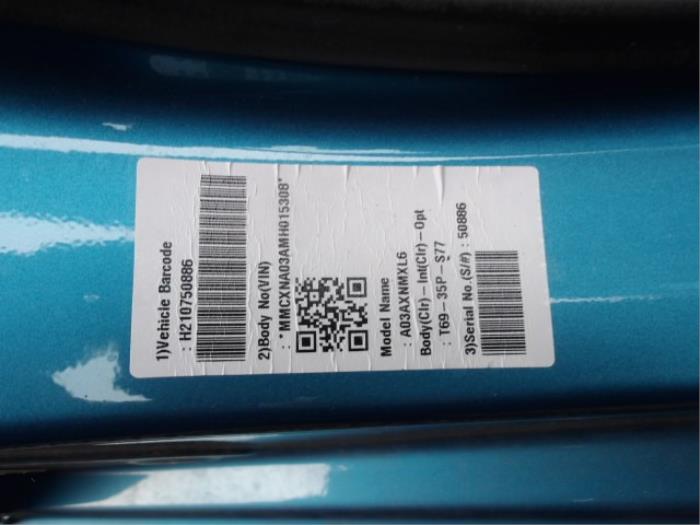 1)Vehicle Barcode
: H210750886
2)Body No(VIN)
: *MMCXNA03AMH015308*
Model Name
: A03AXNMXL6
Body(Clr)–Int(Clr)–Opt
: T69-35P-S77
3)Serial No.(S/#) : 50886